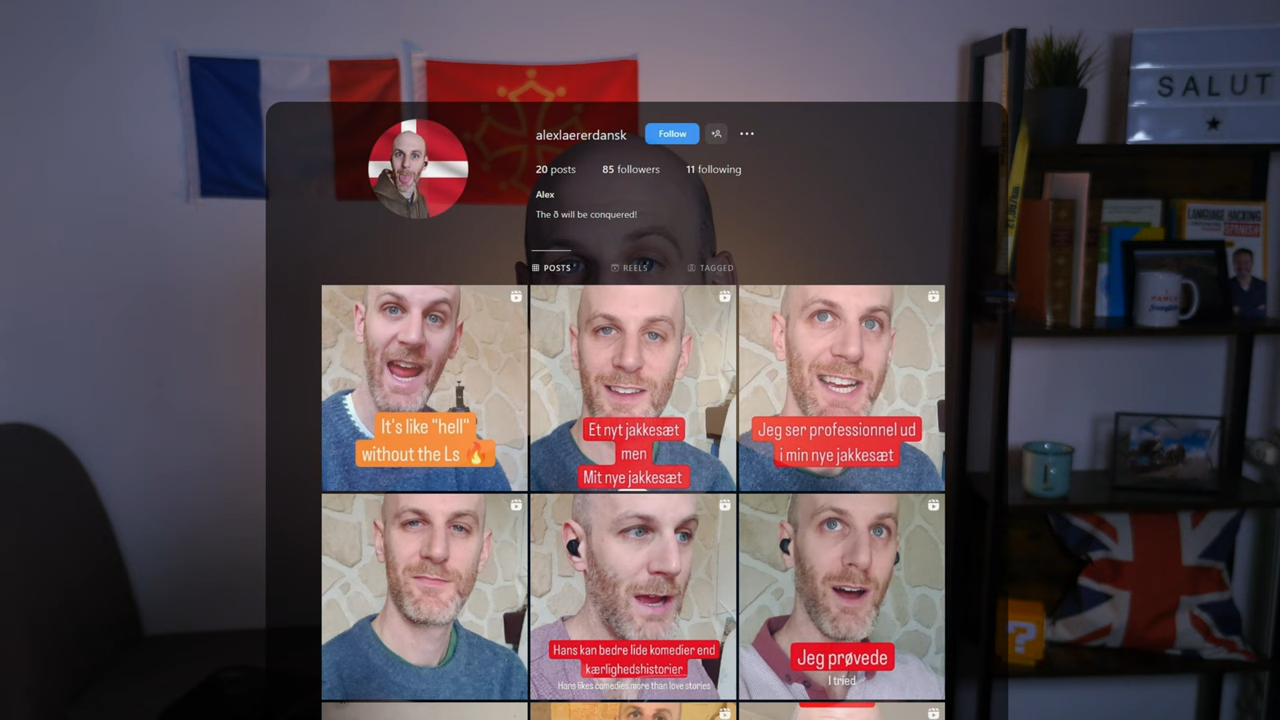 SALUT
★
alexlaererdansk
Follow
20 posts 85 followers 11 following
Alex
The ð will be conquered!
POSTS REELS TAGGED
LANGUAGE HACKING
SPANISH
It's like "hell"
without the Ls 🔥
Et nyt jakkesæt
men
Mit nye jakkesæt
Jeg ser professionnel ud
i min nye jakkesæt
Hans kan bedre lide komedier end
kærlighedshistorier
Hans likes comedies more than love stories
Jeg prøvede
I tried
?